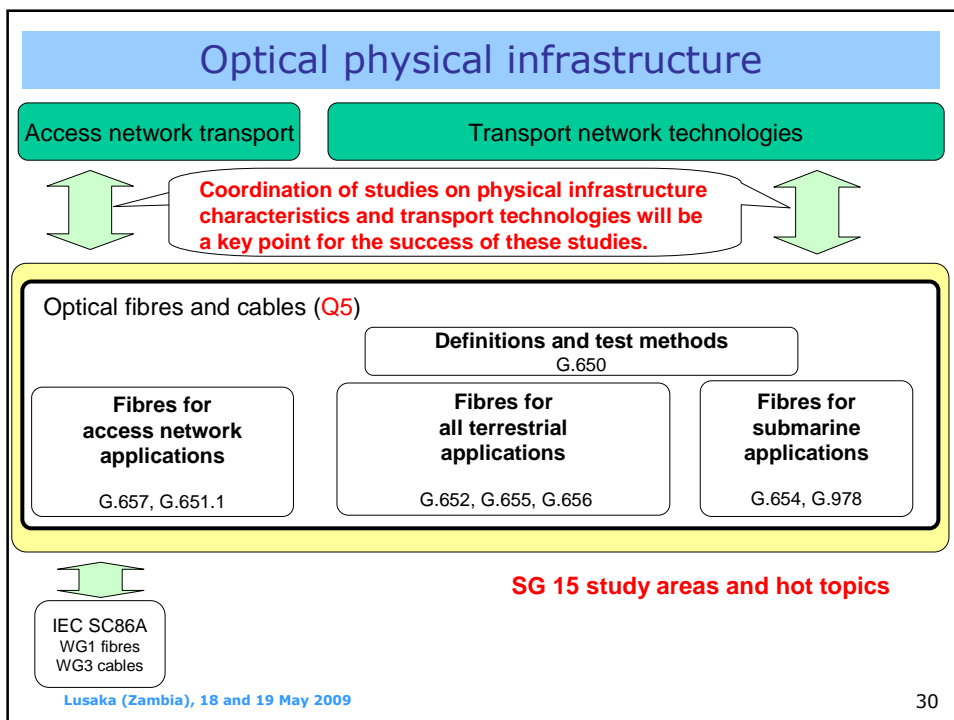 Optical physical infrastructure
Access network transport
Transport network technologies
Coordination of studies on physical infrastructure
characteristics and transport technologies will be
a key point for the success of these studies.
Optical fibres and cables (Q5)
Definitions and test methods
G.650
Fibres for
access network
applications
G.657, G.651.1
Fibres for
all terrestrial
applications
G.652, G.655, G.656
Fibres for
submarine
applications
G.654, G.978
SG 15 study areas and hot topics
IEC SC86A
WG1 fibres
WG3 cables
Lusaka (Zambia), 18 and 19 May 2009
30